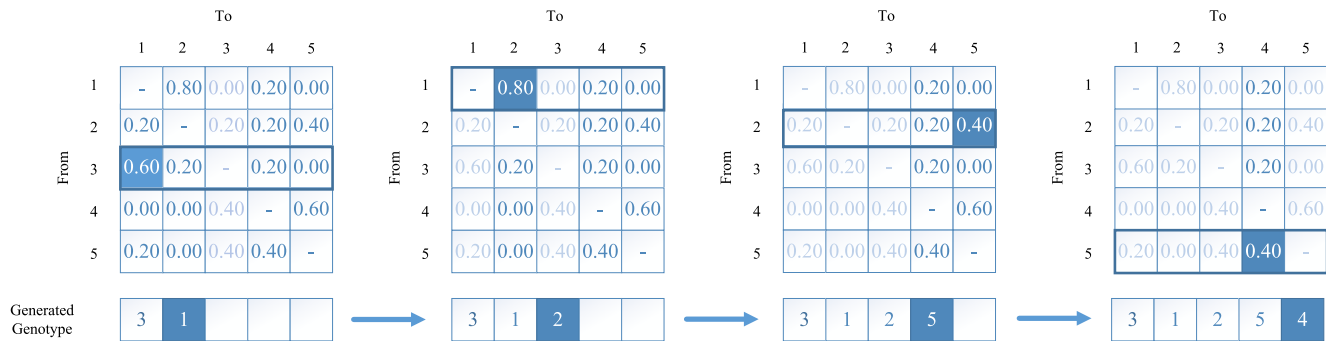 To To To To
1 2 3 4 5 1 2 3 4 5 1 2 3 4 5 1 2 3 4 5
From From From From
1 - 0.80 0.00 0.20 0.00 1 - 0.80 0.00 0.20 0.00 1 - 0.80 0.00 0.20 0.00 1 - 0.80 0.00 0.20 0.00
2 0.20 - 0.20 0.20 0.40 2 0.20 - 0.20 0.20 0.40 2 0.20 - 0.20 0.20 0.40 2 0.20 - 0.20 0.20 0.40
3 0.60 0.20 - 0.20 0.00 3 0.60 0.20 - 0.20 0.00 3 0.60 0.20 - 0.20 0.00 3 0.60 0.20 - 0.20 0.00
4 0.00 0.00 0.40 - 0.60 4 0.00 0.00 0.40 - 0.60 4 0.00 0.00 0.40 - 0.60 4 0.00 0.00 0.40 - 0.60
5 0.20 0.00 0.40 0.40 - 5 0.20 0.00 0.40 0.40 - 5 0.20 0.00 0.40 0.40 - 5 0.20 0.00 0.40 0.40 -
Generated
Genotype
3 1 3 1 2 3 1 2 5 3 1 2 5 4